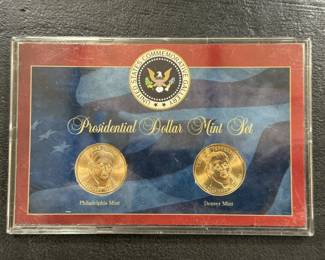 UNITED STATES COMMEMORATIVE GALLERY
Presidential Dollar Mint Set
Philadelphia Mint
Denver Mint